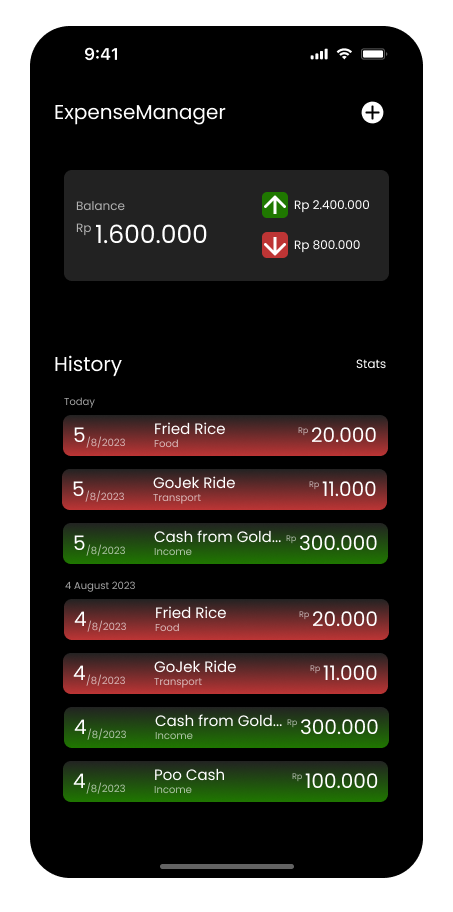 9:41
ExpenseManager
Balance
Rp 1.600.000
Rp 2.400.000
Rp 800.000
History
Stats
Today
5/8/2023 Fried Rice Rp 20.000
Food
5/8/2023 GoJek Ride Rp 11.000
Transport
5/8/2023 Cash from Gold... Rp 300.000
Income
4 August 2023
4/8/2023 Fried Rice Rp 20.000
Food
4/8/2023 GoJek Ride Rp 11.000
Transport
4/8/2023 Cash from Gold... Rp 300.000
Income
4/8/2023 Poo Cash Rp 100.000
Income